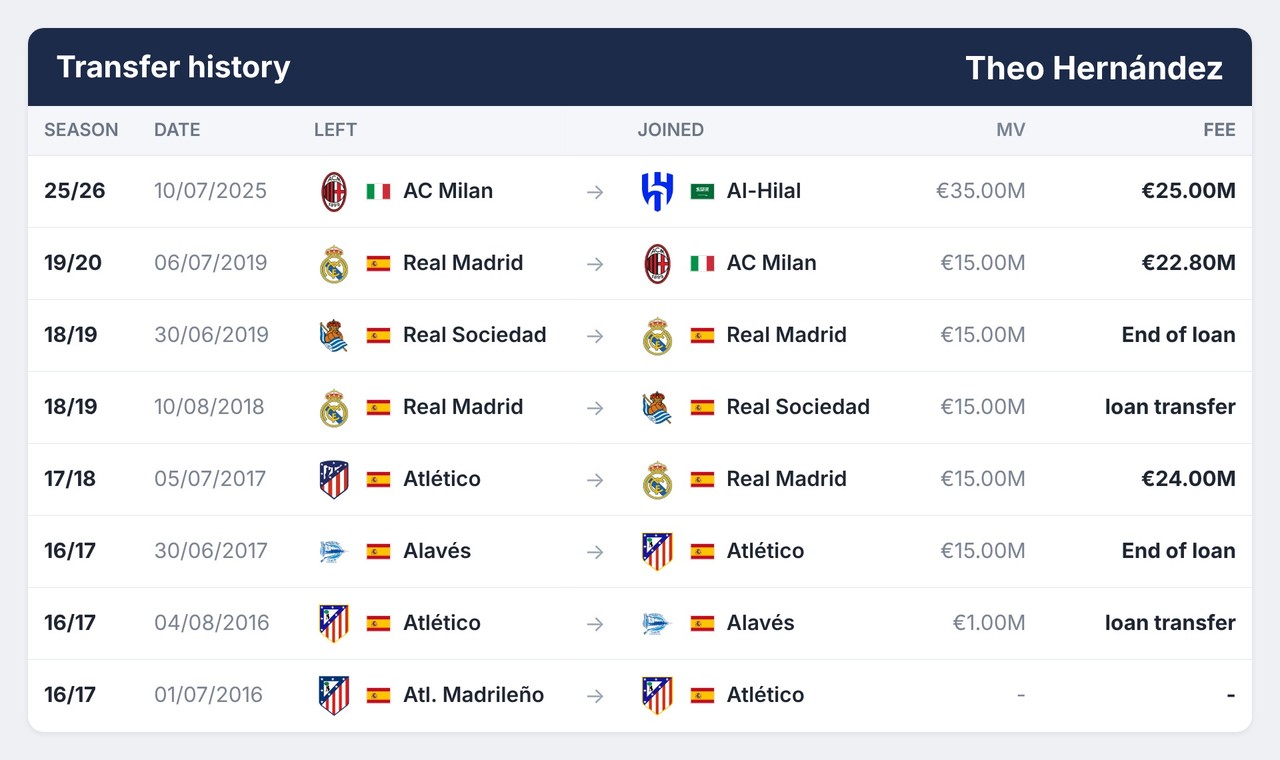 Transfer history Theo Hernández
SEASON DATE LEFT JOINED MV FEE
25/26 10/07/2025 AC Milan → Al-Hilal €35.00M €25.00M
19/20 06/07/2019 Real Madrid → AC Milan €15.00M €22.80M
18/19 30/06/2019 Real Sociedad → Real Madrid €15.00M End of loan
18/19 10/08/2018 Real Madrid → Real Sociedad €15.00M loan transfer
17/18 05/07/2017 Atlético → Real Madrid €15.00M €24.00M
16/17 30/06/2017 Alavés → Atlético €15.00M End of loan
16/17 04/08/2016 Atlético → Alavés €1.00M loan transfer
16/17 01/07/2016 Atl. Madrileño → Atlético - -